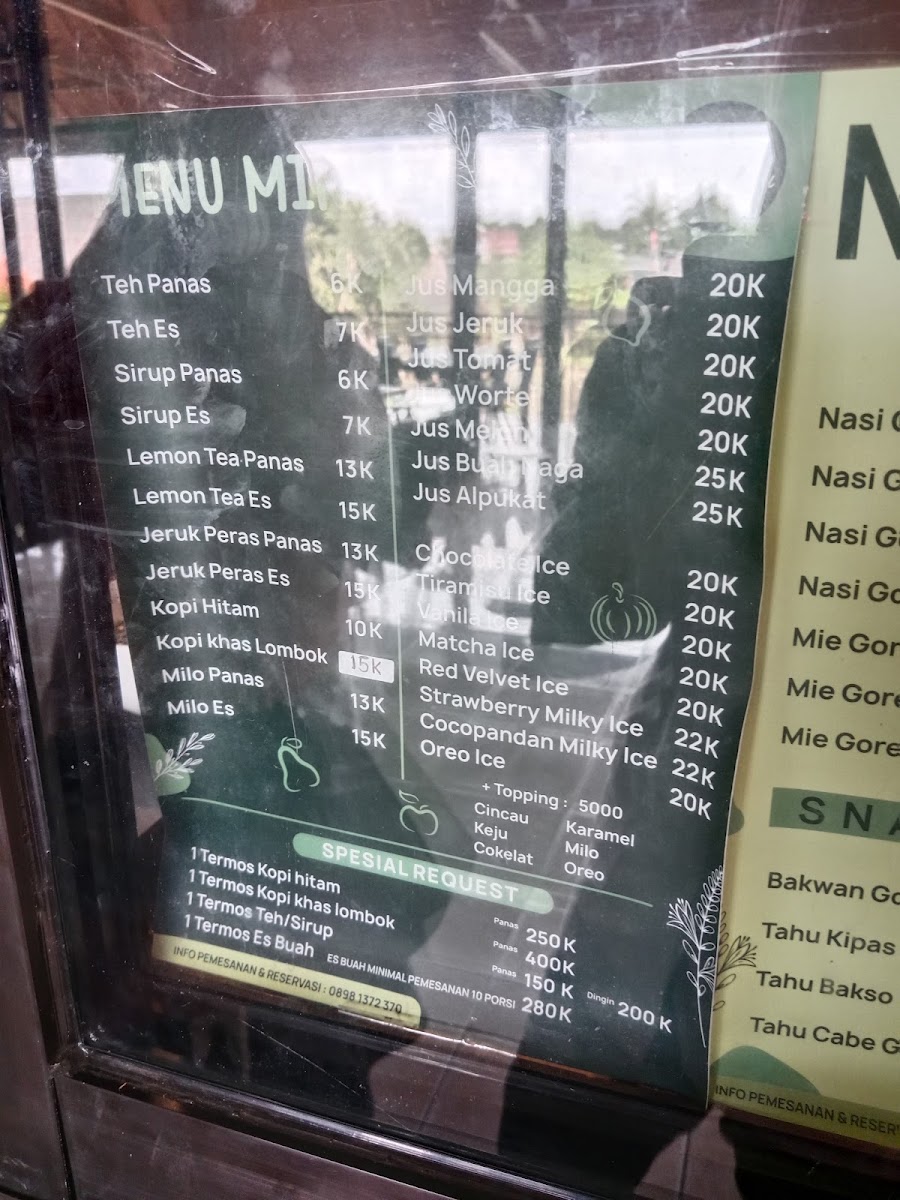 MENU MI
Teh Panas 6K
Teh Es 7K
Sirup Panas 6K
Sirup Es 7K
Lemon Tea Panas 13K
Lemon Tea Es 15K
Jeruk Peras Panas 13K
Jeruk Peras Es 15K
Kopi Hitam 10K
Kopi khas Lombok 15K
Milo Panas 13K
Milo Es 15K
Jus Mangga 20K
Jus Jeruk 20K
Jus Tomat 20K
Jus Worte 20K
Jus Melon 20K
Jus Buah Naga 25K
Jus Alpukat 25K
Chocolate Ice 20K
Tiramisu Ice 20K
Vanila Ice 20K
Matcha Ice 20K
Red Velvet Ice 20K
Strawberry Milky Ice 22K
Cocopandan Milky Ice 22K
Oreo Ice 20K
+ Topping : 5000
Cincau Karamel
Keju Milo
Cokelat Oreo
SPESIAL REQUEST
1 Termos Kopi hitam Panas 250K
1 Termos Kopi khas lombok Panas 400K
1 Termos Teh/Sirup Panas 150 K Dingin 200 K
1 Termos Es Buah ES BUAH MINIMAL PEMESANAN 10 PORSI 280K
INFO PEMESANAN & RESERVASI : 0898 1372 370
N
Nasi G
Nasi G
Nasi Go
Nasi Go
Mie Gor
Mie Gore
Mie Gore
SNA
Bakwan Go
Tahu Kipas
Tahu Bakso
Tahu Cabe G
INFO PEMESANAN & RESER